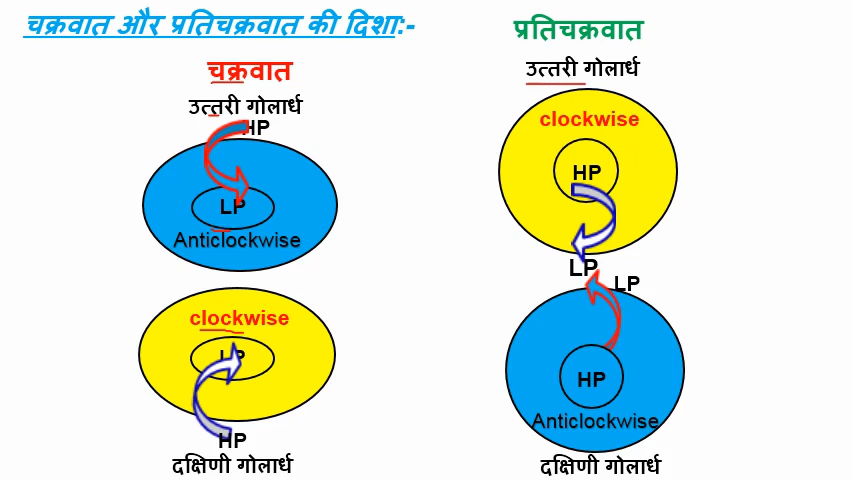 चक्रवात और प्रतिचक्रवात की दिशा:-
चक्रवात
उत्तरी गोलार्ध
HP
LP
Anticlockwise
clockwise
LP
HP
दक्षिणी गोलार्ध
प्रतिचक्रवात
उत्तरी गोलार्ध
clockwise
HP
LP
LP
HP
Anticlockwise
दक्षिणी गोलार्ध